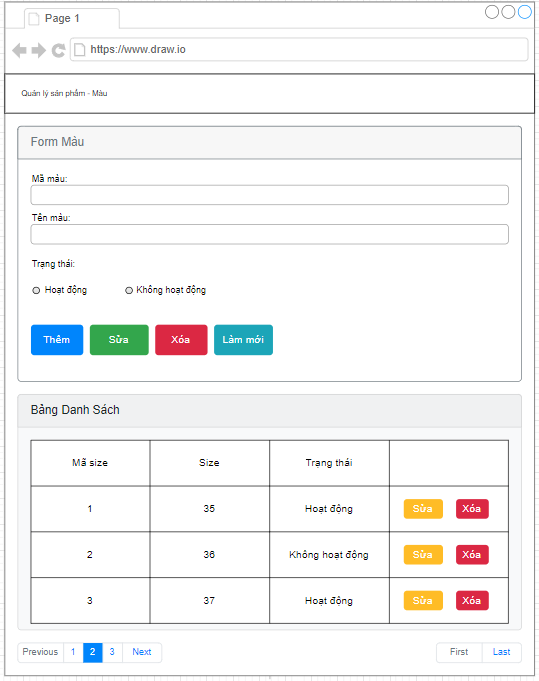 Page 1
https://www.draw.io
Quản lý sản phẩm - Màu
Form Màu
Mã màu:
Tển màu:
Trạng thái:
Hoạt động Không hoạt động
Thêm Sửa Xóa Làm mới
Bảng Danh Sách
Mã size Size Trạng thái
1 35 Hoạt động Sửa Xóa
2 36 Không hoạt động Sửa Xóa
3 37 Hoạt động Sửa Xóa
Previous 1 2 3 Next First Last